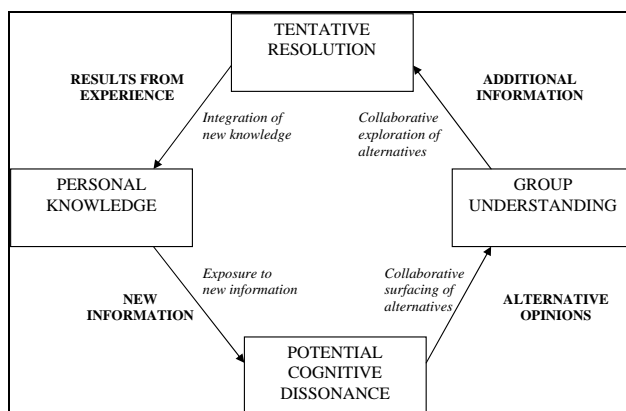 TENTATIVE
RESOLUTION
RESULTS FROM
EXPERIENCE
ADDITIONAL
INFORMATION
Integration of
new knowledge
Collaborative
exploration of
alternatives
PERSONAL
KNOWLEDGE
GROUP
UNDERSTANDING
Exposure to
new information
Collaborative
surfacing of
alternatives
NEW
INFORMATION
ALTERNATIVE
OPINIONS
POTENTIAL
COGNITIVE
DISSONANCE